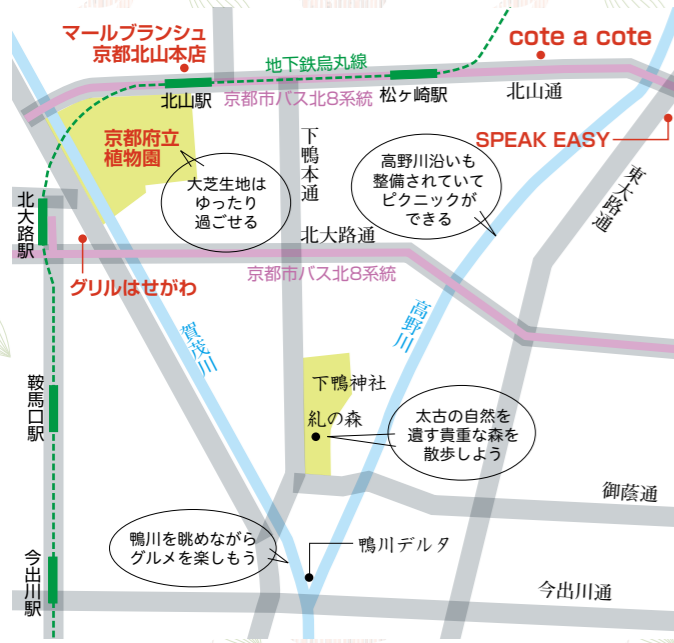 マールブランシュ
京都北山本店
地下鉄烏丸線
cote a cote
北山駅
京都市バス北8系統
松ヶ崎駅
北山通
京都府立
植物園
下鴨本通
SPEAK EASY
大芝生地は
ゆったり
過ごせる
高野川沿いも
整備されていて
ピクニックが
できる
東大路通
北大路駅
北大路通
京都市バス北8系統
グリルはせがわ
賀茂川
高野川
鞍馬口駅
下鴨神社
糺の森
太古の自然を
遺す貴重な森を
散歩しよう
御蔭通
鴨川を眺めながら
グルメを楽しもう
鴨川デルタ
今出川駅
今出川通